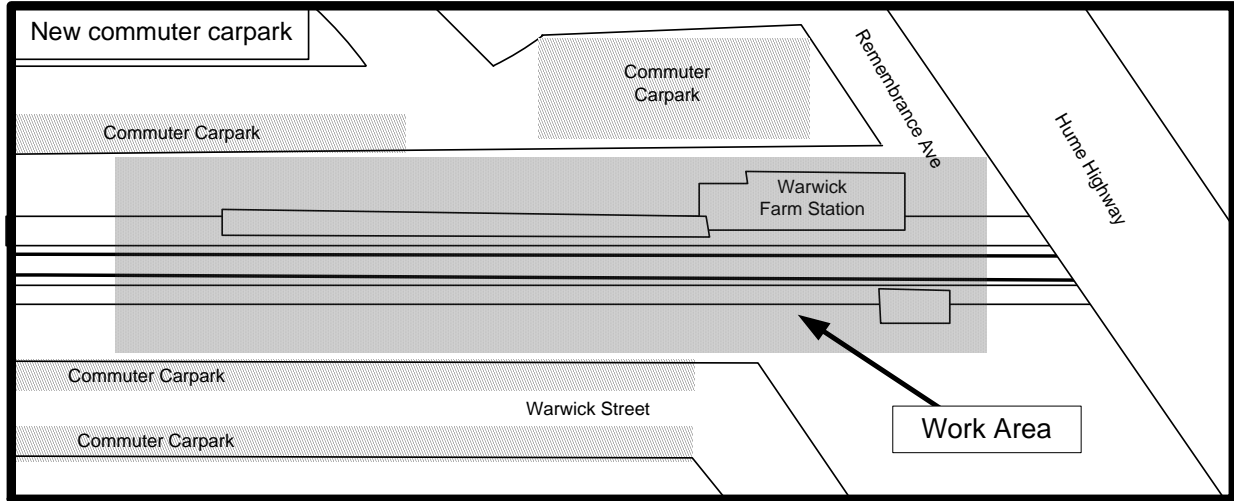 New commuter carpark
Commuter
Carpark
Remembrance Ave
Hume Highway
Commuter Carpark
Warwick
Farm Station
Commuter Carpark
Warwick Street
Work Area
Commuter Carpark